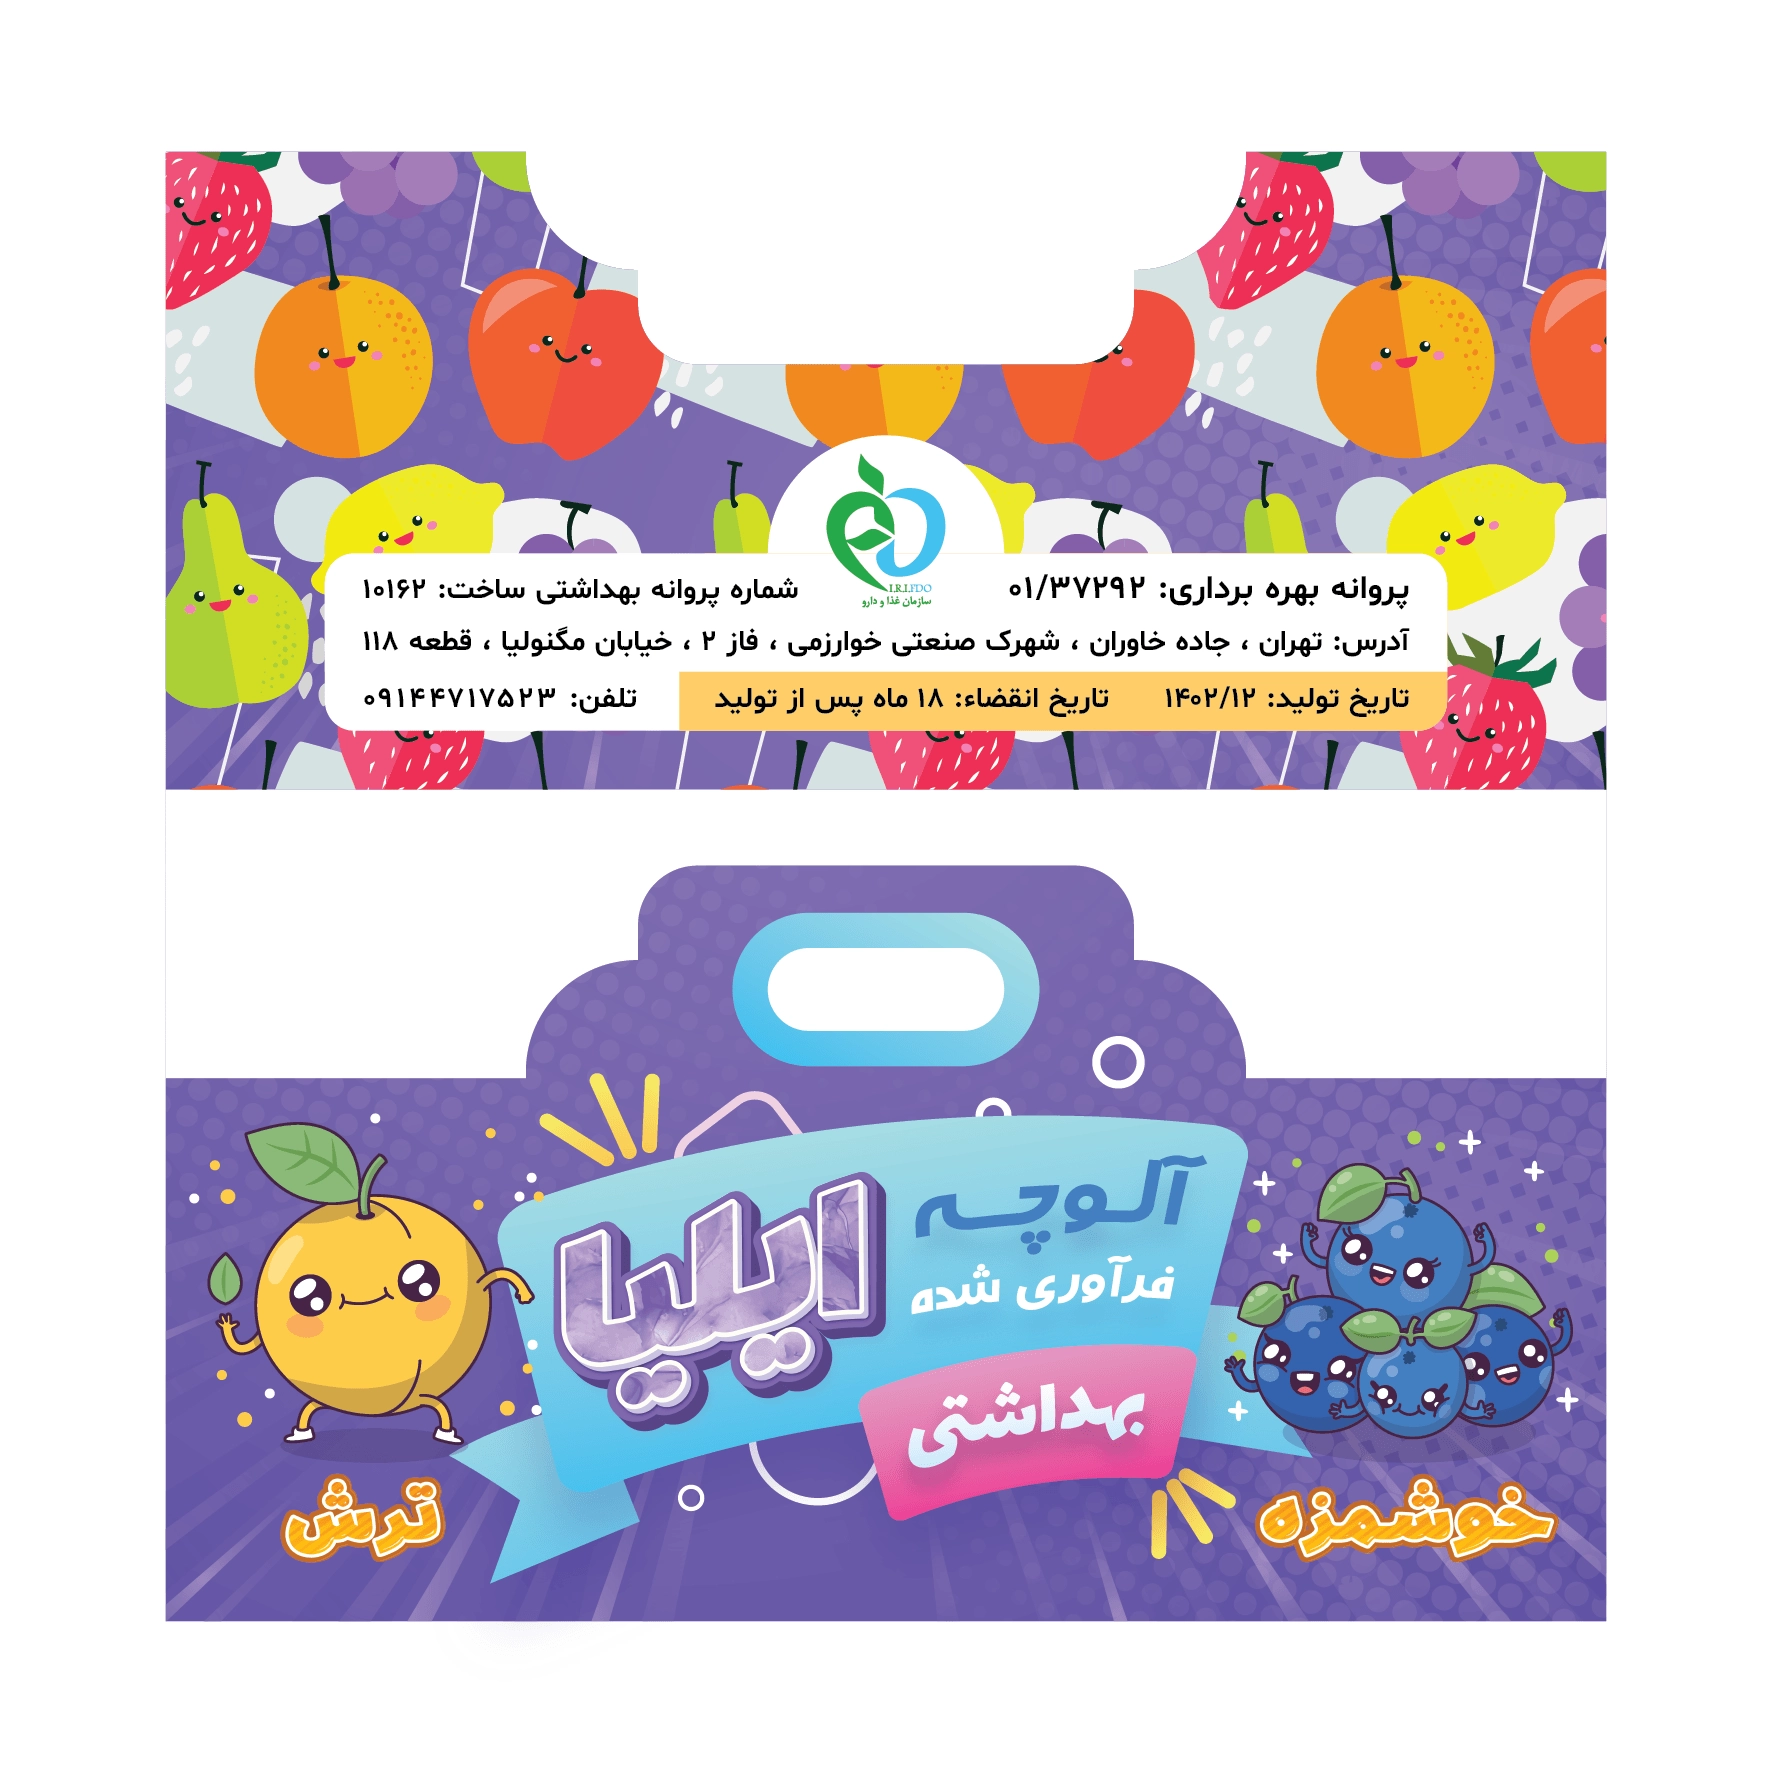 I.R.I.FDO
سازمان غذا و دارو
پروانه بهره برداری: ۰۱/۳۷۲۹۲
شماره پروانه بهداشتی ساخت: ۱۰۱۶۲
آدرس: تهران ، جاده خاوران ، شهرک صنعتی خوارزمی ، فاز ۲ ، خیابان مگنولیا ، قطعه ۱۱۸
تاریخ تولید: ۱۴۰۲/۱۲
تاریخ انقضاء: ۱۸ ماه پس از تولید
تلفن: ۰۹۱۴۴۷۱۷۵۲۳
آلوچه
فرآوری شده
ایلیا
بهداشتی
خوشمزه
ترش